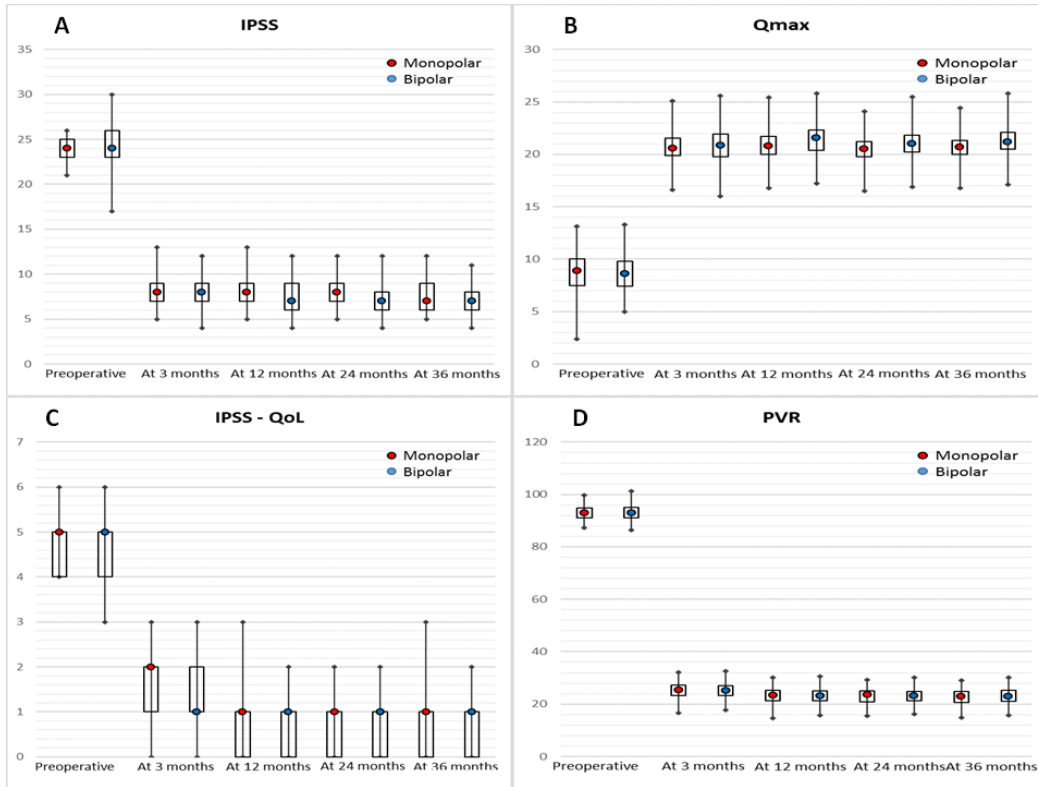 A
IPSS
Monopolar
Bipolar
35
30
25
20
15
10
5
0
Preoperative At 3 months At 12 months At 24 months At 36 months
B
Qmax
Monopolar
Bipolar
30
25
20
15
10
5
0
Preoperative At 3 months At 12 months At 24 months At 36 months
C
IPSS - QoL
Monopolar
Bipolar
7
6
5
4
3
2
1
0
Preoperative At 3 months At 12 months At 24 months At 36 months
D
PVR
Monopolar
Bipolar
120
100
80
60
40
20
0
Preoperative At 3 months At 12 months At 24 months At 36 months